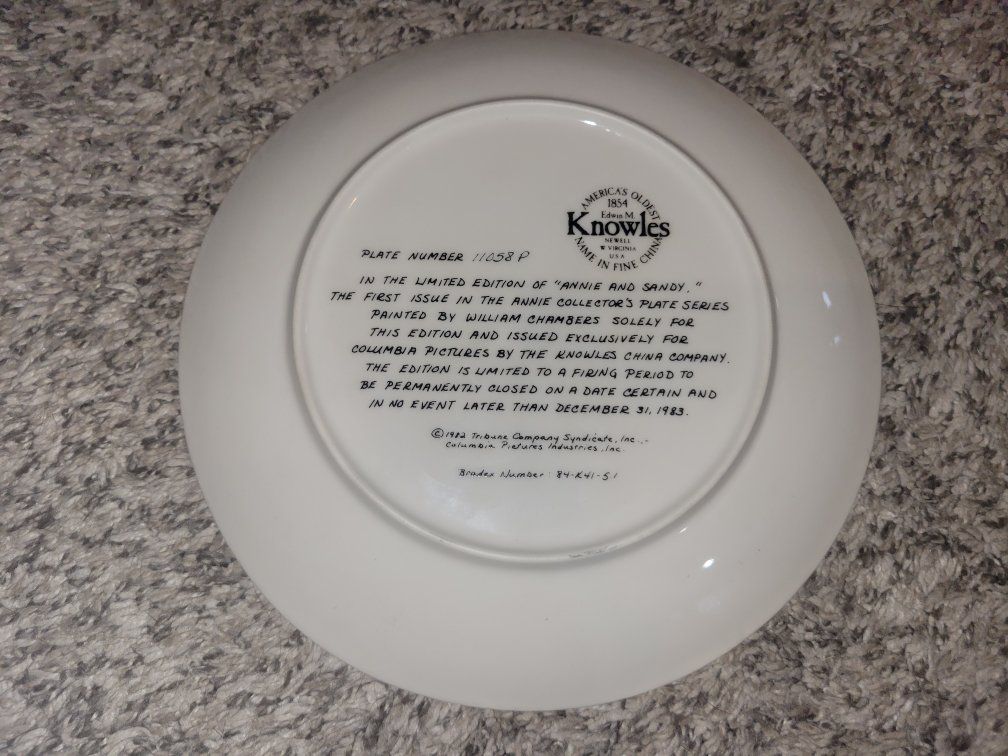 AMERICA'S OLDEST
1854
Edwin M.
Knowles
NEWELL
W VIRGINIA
USA
NAME IN FINE CHINA
PLATE NUMBER 11058P
IN THE LIMITED EDITION OF "ANNIE AND SANDY,"
THE FIRST ISSUE IN THE ANNIE COLLECTOR'S PLATE SERIES
PAINTED BY WILLIAM CHAMBERS SOLELY FOR
THIS EDITION AND ISSUED EXCLUSIVELY FOR
COLUMBIA PICTURES BY THE KNOWLES CHINA COMPANY.
THE EDITION IS LIMITED TO A FIRING PERIOD TO
BE PERMANENTLY CLOSED ON A DATE CERTAIN AND
IN NO EVENT LATER THAN DECEMBER 31, 1983.
©1982 Tribune Company Syndicate, Inc.,-
Columbia Pictures Industries, Inc.
Bradex Number: 84-K41-5.1